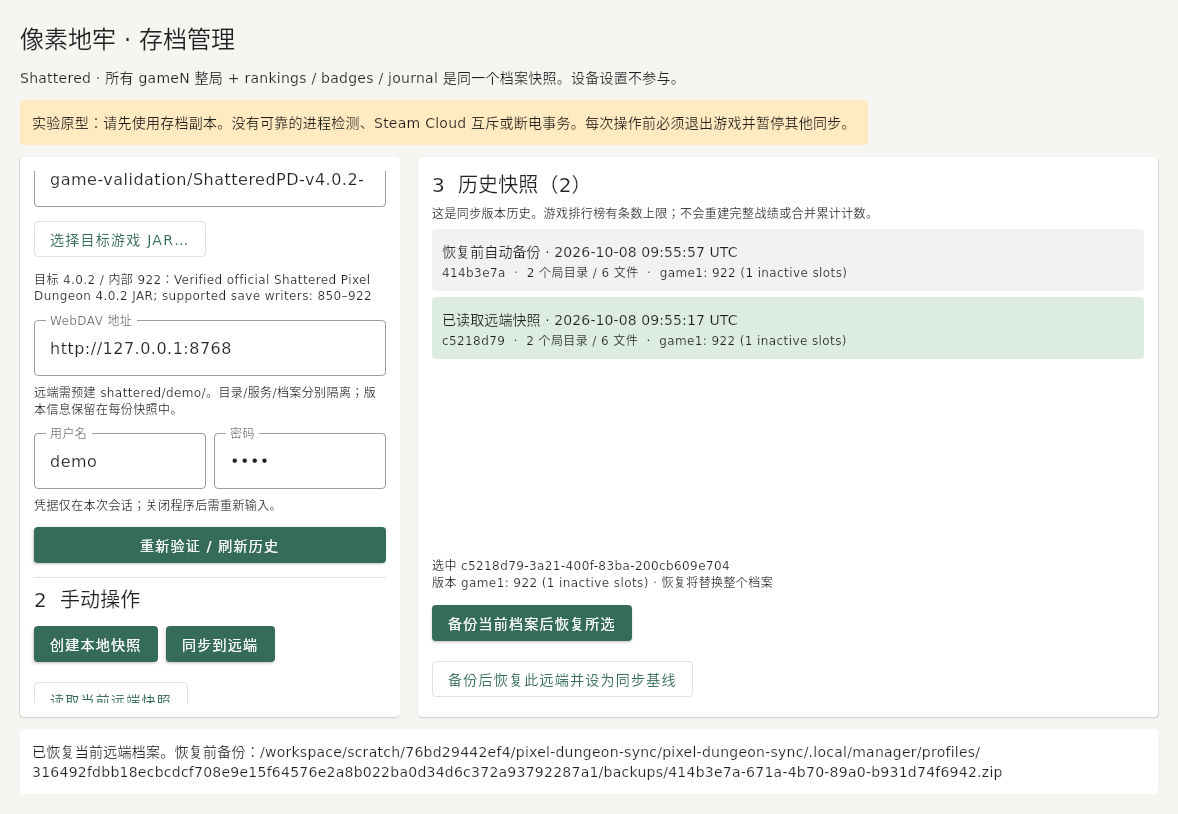 像素地牢 · 存档管理
Shattered · 所有 gameN 整局 + rankings / badges / journal 是同一个档案快照。设备设置不参与。
实验原型：请先使用存档副本。没有可靠的进程检测、Steam Cloud 互斥或断电事务。每次操作前必须退出游戏并暂停其他同步。
game-validation/ShatteredPD-v4.0.2-
选择目标游戏 JAR…
目标 4.0.2 / 内部 922：Verified official Shattered Pixel
Dungeon 4.0.2 JAR; supported save writers: 850–922
WebDAV 地址
http://127.0.0.1:8768
远端需预建 shattered/demo/。目录/服务/档案分别隔离；版
本信息保留在每份快照中。
用户名
密码
demo
••••
凭据仅在本次会话；关闭程序后需重新输入。
重新验证 / 刷新历史
2 手动操作
创建本地快照
同步到远端
读取当前远端快照
3 历史快照（2）
这是同步版本历史。游戏排行榜有条数上限；不会重建完整战绩或合并累计计数。
恢复前自动备份 · 2026-10-08 09:55:57 UTC
414b3e7a · 2 个局目录 / 6 文件 · game1: 922 (1 inactive slots)
已读取远端快照 · 2026-10-08 09:55:17 UTC
c5218d79 · 2 个局目录 / 6 文件 · game1: 922 (1 inactive slots)
选中 c5218d79-3a21-400f-83ba-200cb609e704
版本 game1: 922 (1 inactive slots) · 恢复将替换整个档案
备份当前档案后恢复所选
备份后恢复此远端并设为同步基线
已恢复当前远端档案。恢复前备份：/workspace/scratch/76bd29442ef4/pixel-dungeon-sync/pixel-dungeon-sync/.local/manager/profiles/
316492fdbb18ecbcdcf708e9e15f64576e2a8b022ba0d34d6c372a93792287a1/backups/414b3e7a-671a-4b70-89a0-b931d74f6942.zip